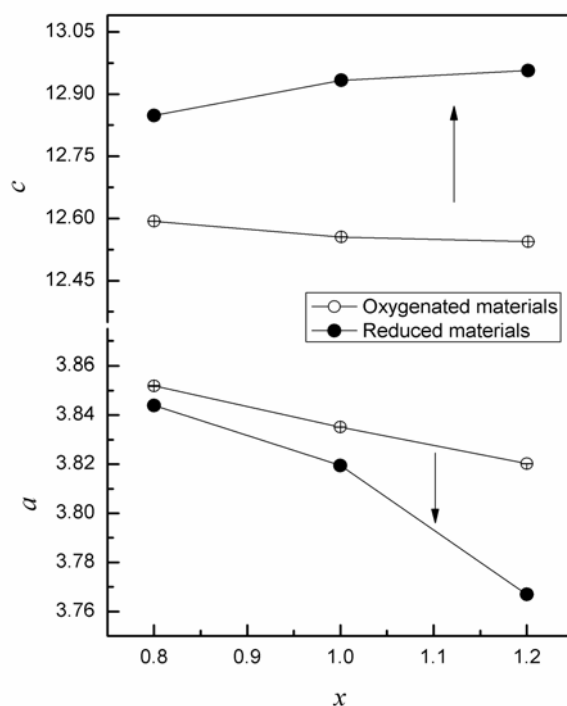 13.05
12.90
12.75
12.60
12.45
c
Oxygenated materials
Reduced materials
3.86
3.84
3.82
3.80
3.78
3.76
a
0.8 0.9 1.0 1.1 1.2
x